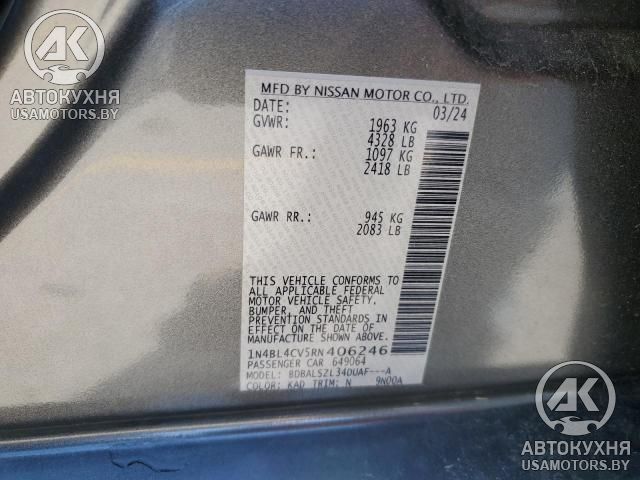 АК
АВТОКУХНЯ
USAMOTORS.BY
MFD BY NISSAN MOTOR CO., LTD.
DATE: 03/24
GVWR: 1963 KG
4328 LB
GAWR FR.: 1097 KG
2418 LB
GAWR RR.: 945 KG
2083 LB
THIS VEHICLE CONFORMS TO
ALL APPLICABLE FEDERAL
MOTOR VEHICLE SAFETY,
BUMPER, AND THEFT
PREVENTION STANDARDS
IN EFFECT ON THE DATE OF
MANUFACTURE SHOWN ABOVE.
1N4BL4CV5RN406246
PASSENGER CAR 649064
MODEL: BDBALSZL34DUAF---A
COLOR: KAD TRIM: N 9N00A
АК
АВТОКУХНЯ
USAMOTORS.BY